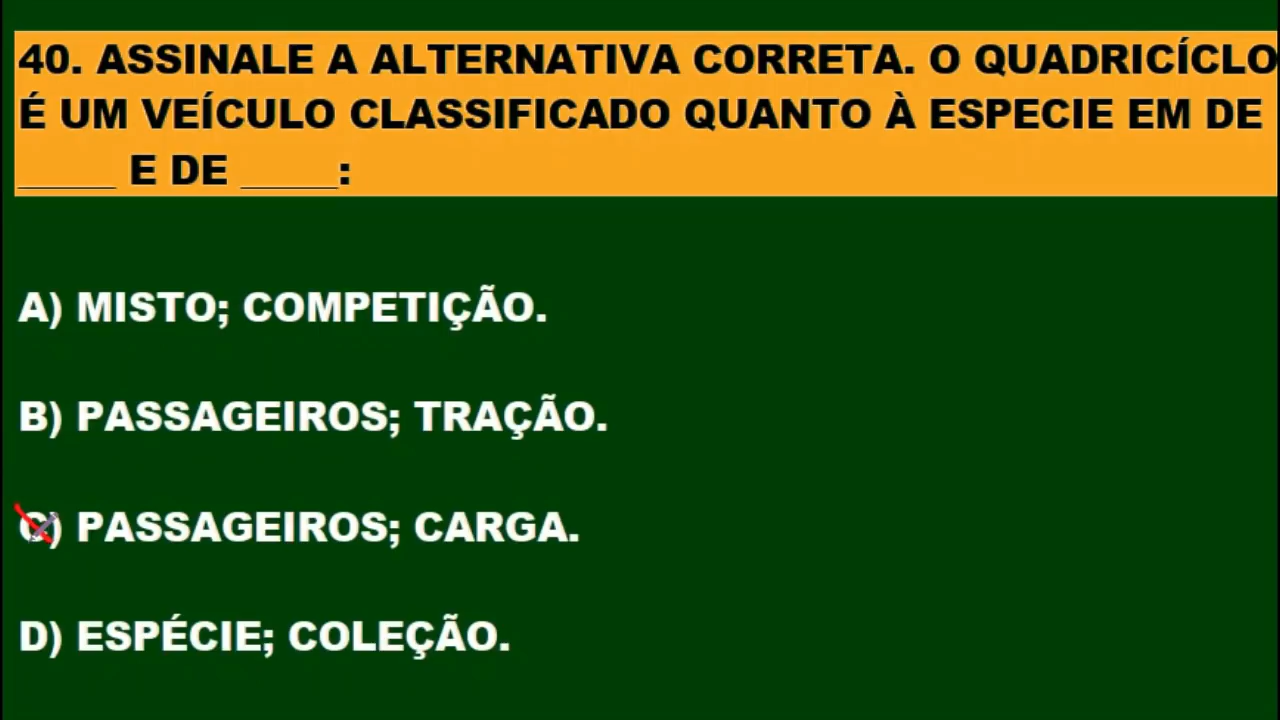 40. ASSINALE A ALTERNATIVA CORRETA. O QUADRICÍCLO
É UM VEÍCULO CLASSIFICADO QUANTO À ESPECIE EM DE
_____ E DE _____:
A) MISTO; COMPETIÇÃO.
B) PASSAGEIROS; TRAÇÃO.
C) PASSAGEIROS; CARGA.
D) ESPÉCIE; COLEÇÃO.